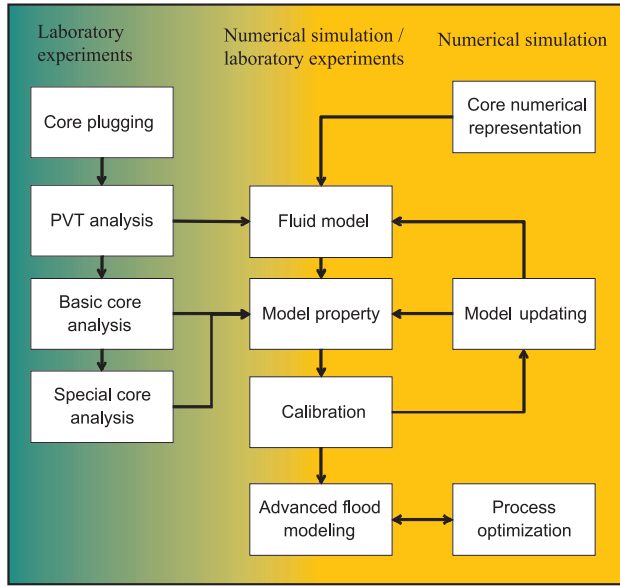 Laboratory
experiments
Numerical simulation /
laboratory experiments
Numerical simulation
Core plugging
Core numerical
representation
PVT analysis
Fluid model
Basic core
analysis
Model property
Model updating
Special core
analysis
Calibration
Advanced flood
modeling
Process
optimization